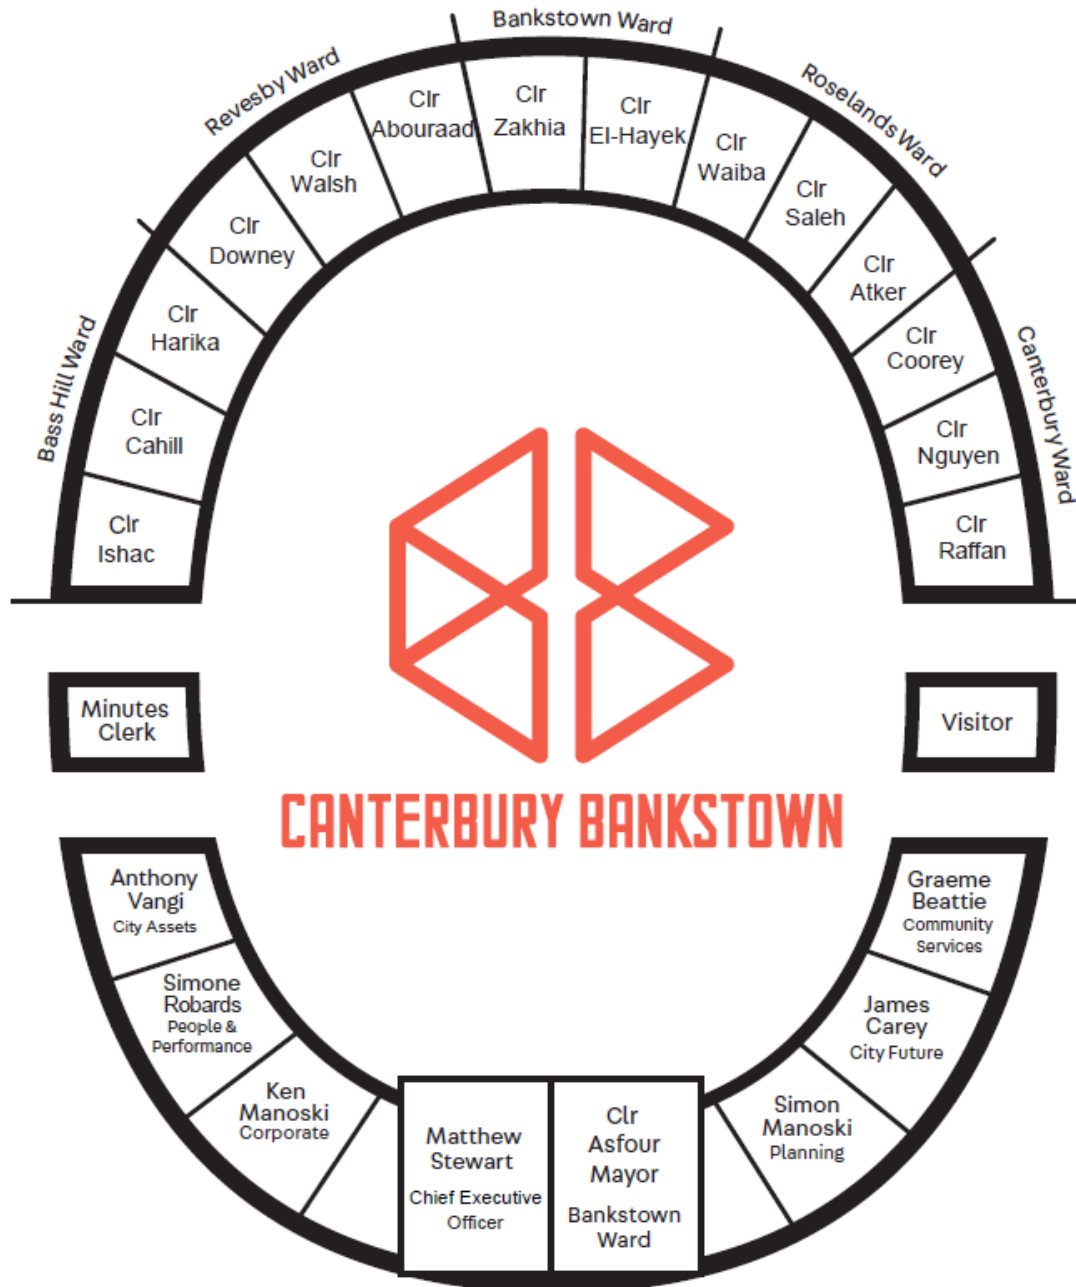 Bankstown Ward
Revesby Ward
Roselands Ward
Bass Hill Ward
Canterbury Ward
Clr
Ishac
Clr
Cahill
Clr
Harika
Clr
Downey
Clr
Walsh
Clr
Abouraad
Clr
Zakhia
Clr
El-Hayek
Clr
Waiba
Clr
Saleh
Clr
Atker
Clr
Coorey
Clr
Nguyen
Clr
Raffan
Minutes
Clerk
Visitor
CANTERBURY BANKSTOWN
Anthony
Vangi
City Assets
Simone
Robards
People &
Performance
Ken
Manoski
Corporate
Matthew
Stewart
Chief Executive
Officer
Clr
Asfour
Mayor
Bankstown
Ward
Simon
Manoski
Planning
James
Carey
City Future
Graeme
Beattie
Community
Services